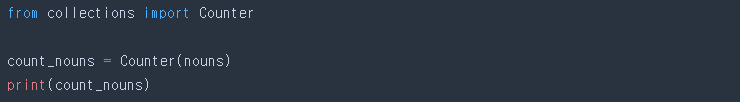 from collections import Counter
count_nouns = Counter(nouns)
print(count_nouns)